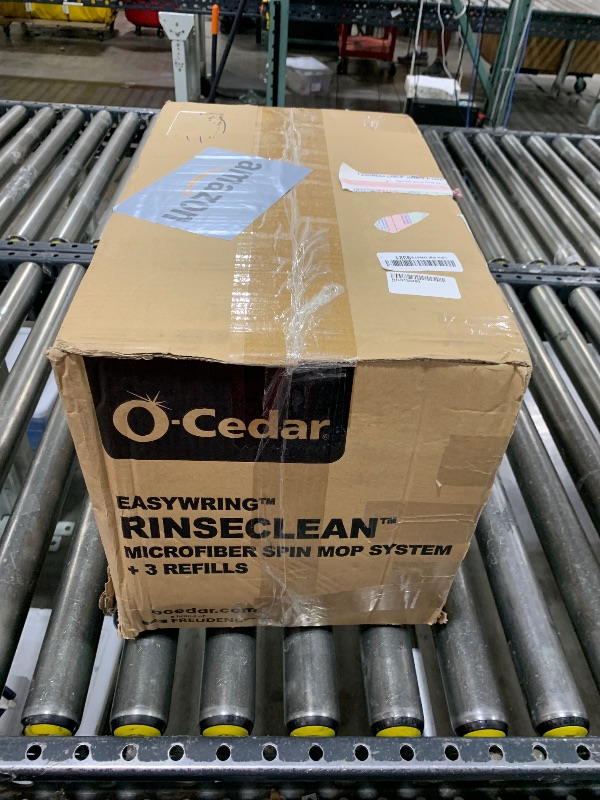 amazon
O-Cedar®
EASYWRING™
RINSECLEAN™
MICROFIBER SPIN MOP SYSTEM
+ 3 REFILLS
ocedar.com